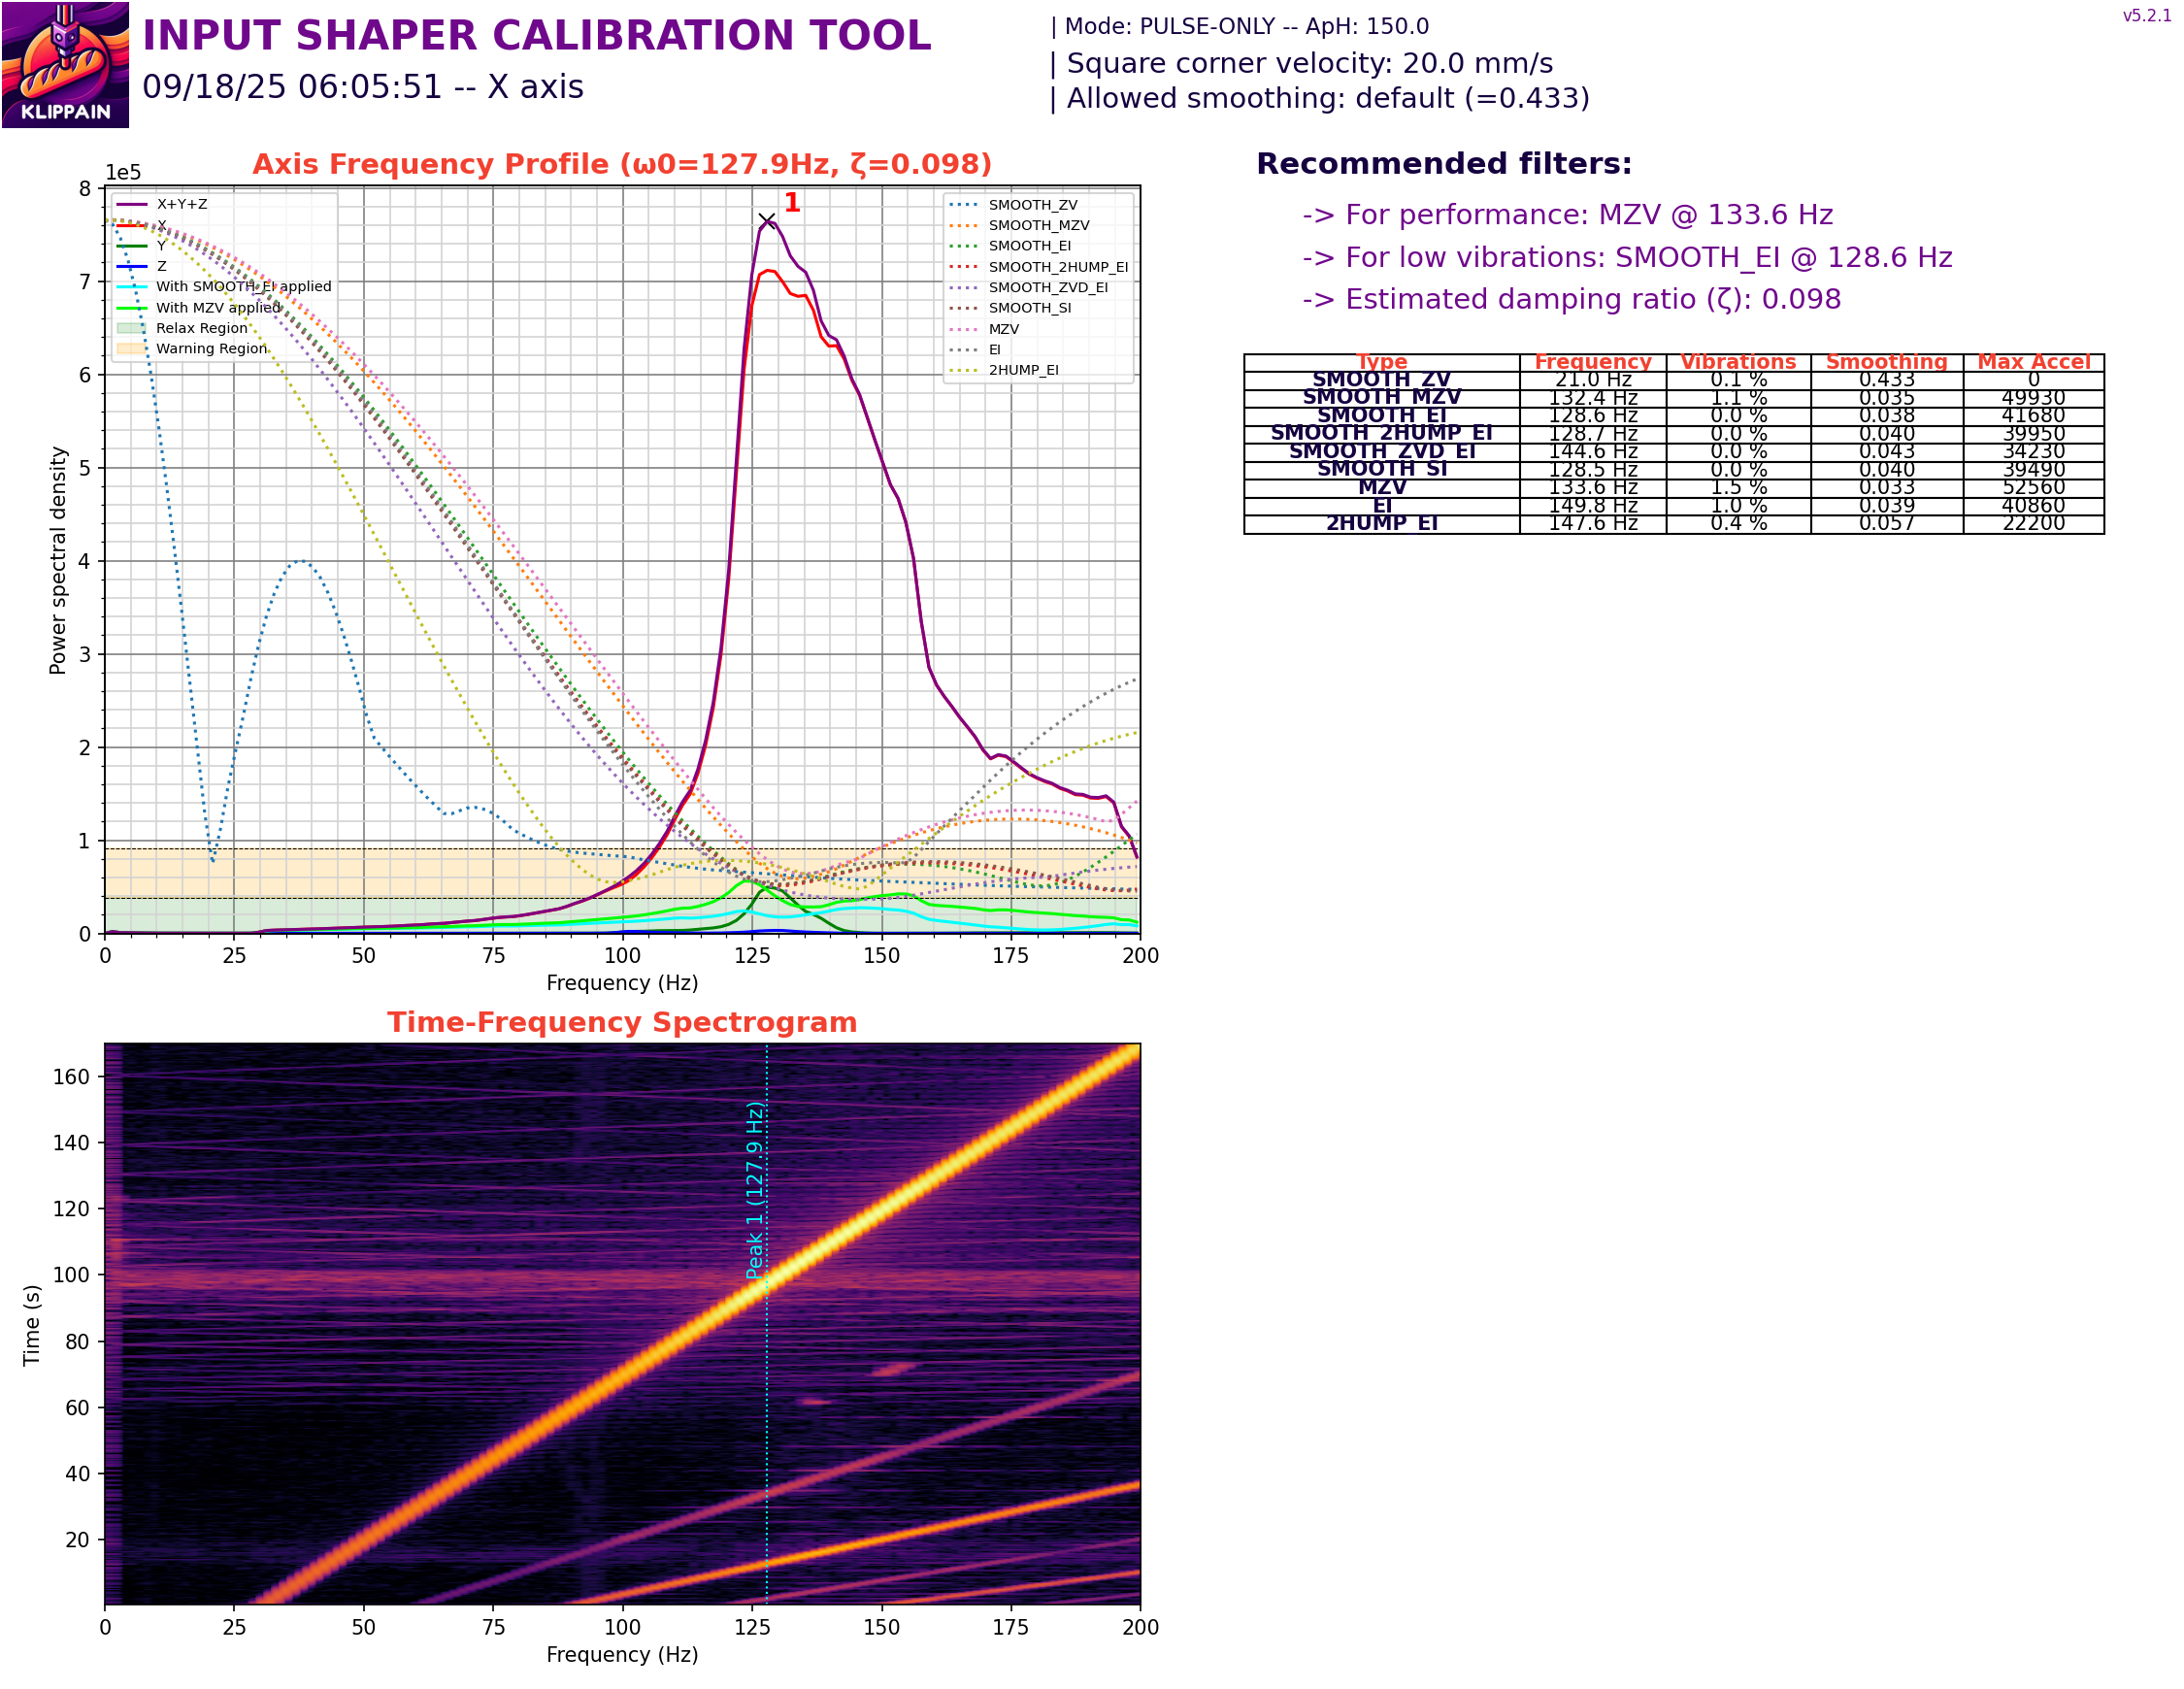 KLIPPAIN
INPUT SHAPER CALIBRATION TOOL
09/18/25 06:05:51 -- X axis
| Mode: PULSE-ONLY -- ApH: 150.0
| Square corner velocity: 20.0 mm/s
| Allowed smoothing: default (=0.433)
v5.2.1
Axis Frequency Profile (ω0=127.9Hz, ζ=0.098)
1e5
8
7
6
5
4
3
2
1
0
Power spectral density
X+Y+Z
X
Y
Z
With SMOOTH_EI applied
With MZV applied
Relax Region
Warning Region
1
SMOOTH_ZV
SMOOTH_MZV
SMOOTH_EI
SMOOTH_2HUMP_EI
SMOOTH_ZVD_EI
SMOOTH_SI
MZV
EI
2HUMP_EI
0 25 50 75 100 125 150 175 200
Frequency (Hz)
Recommended filters:
-> For performance: MZV @ 133.6 Hz
-> For low vibrations: SMOOTH_EI @ 128.6 Hz
-> Estimated damping ratio (ζ): 0.098
Type Frequency Vibrations Smoothing Max Accel
SMOOTH_ZV 21.0 Hz 0.1 % 0.433 0
SMOOTH_MZV 132.4 Hz 1.1 % 0.035 49930
SMOOTH_EI 128.6 Hz 0.0 % 0.038 41680
SMOOTH_2HUMP_EI 128.7 Hz 0.0 % 0.040 39950
SMOOTH_ZVD_EI 144.6 Hz 0.0 % 0.043 34230
SMOOTH_SI 128.5 Hz 0.0 % 0.040 39490
MZV 133.6 Hz 1.5 % 0.033 52560
EI 149.8 Hz 1.0 % 0.039 40860
2HUMP_EI 147.6 Hz 0.4 % 0.057 22200
Time-Frequency Spectrogram
160
140
120
100
80
60
40
20
Time (s)
Peak 1 (127.9 Hz)
0 25 50 75 100 125 150 175 200
Frequency (Hz)